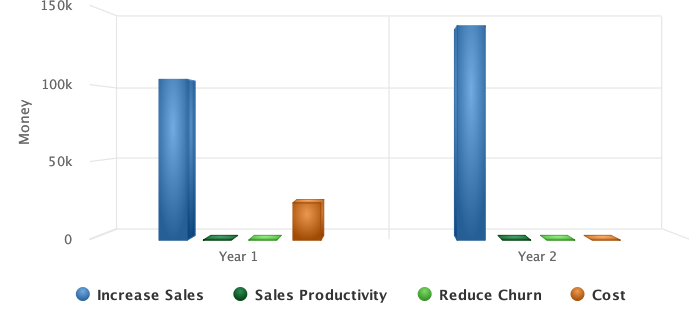 150k
100k
50k
0
Money
Year 1
Year 2
Increase Sales
Sales Productivity
Reduce Churn
Cost